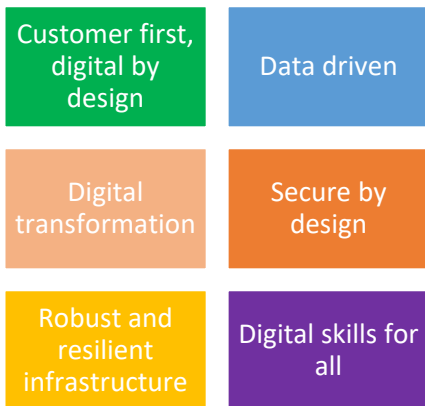 Customer first,
digital by
design
Data driven
Digital
transformation
Secure by
design
Robust and
resilient
infrastructure
Digital skills for
all